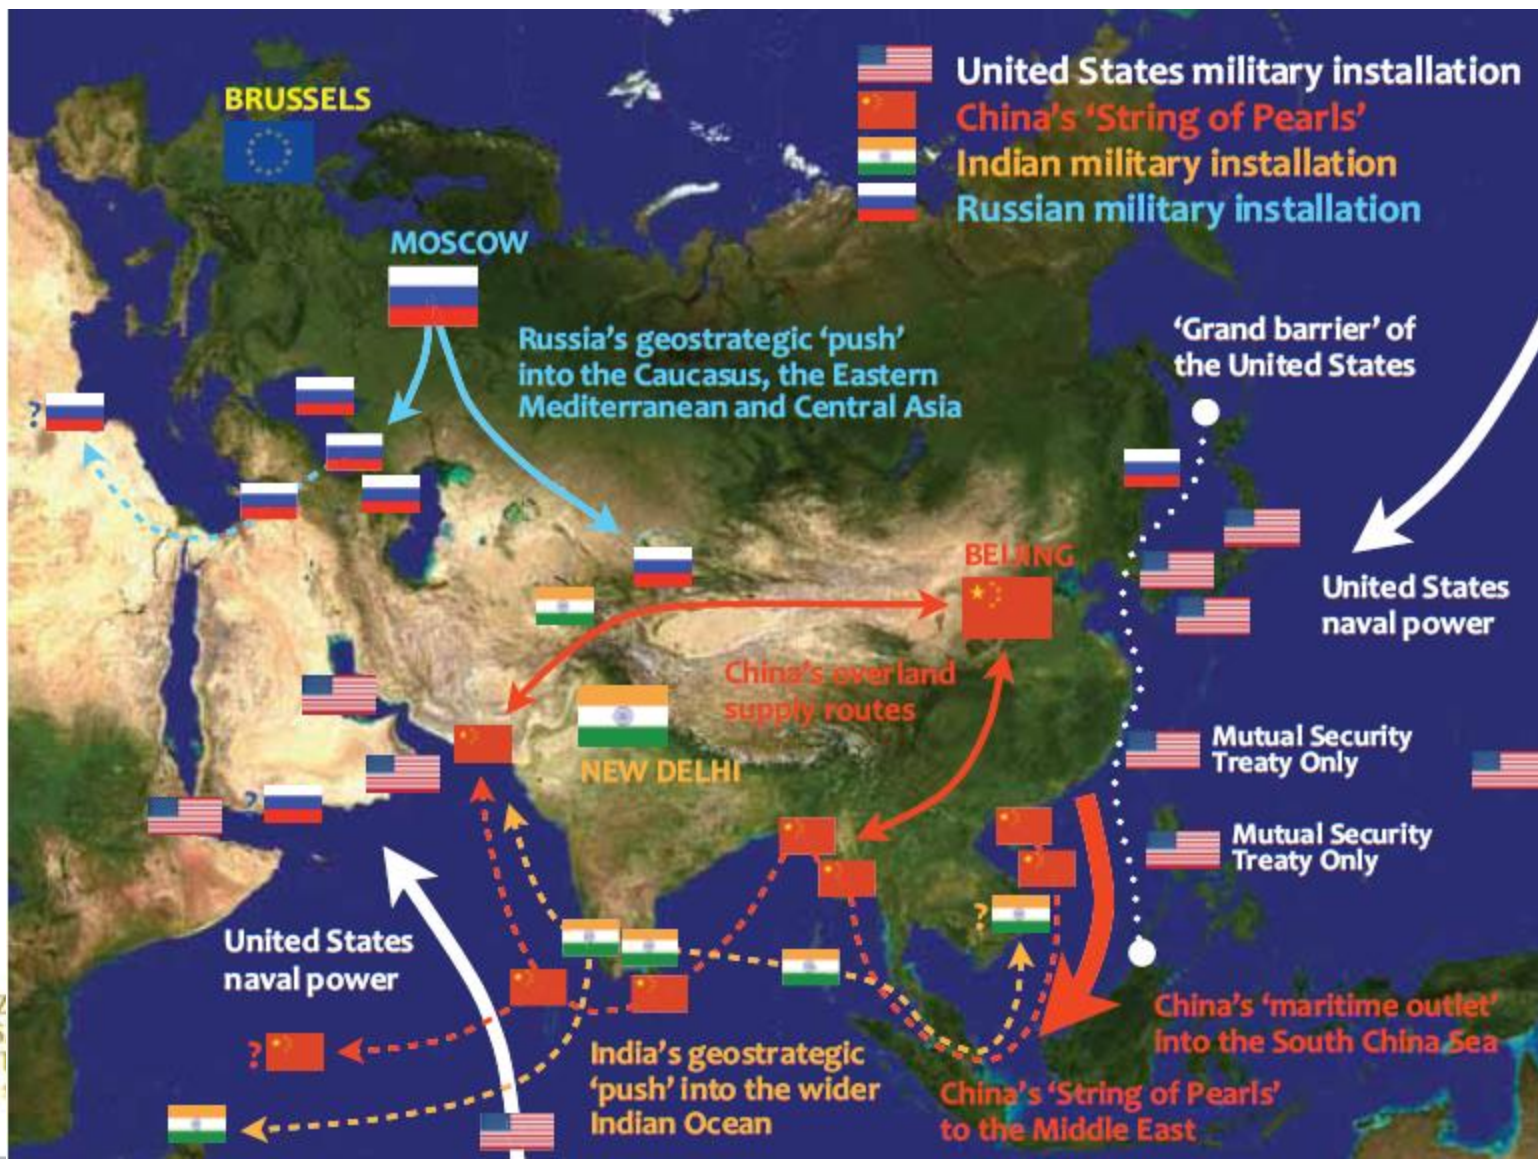 United States military installation
China's 'String of Pearls'
Indian military installation
Russian military installation
BRUSSELS
MOSCOW
Russia's geostrategic 'push'
into the Caucasus, the Eastern
Mediterranean and Central Asia
'Grand barrier' of
the United States
?
BEIJING
United States
naval power
China's overland
supply routes
NEW DELHI
Mutual Security
Treaty Only
?
Mutual Security
Treaty Only
?
United States
naval power
China's 'maritime outlet'
into the South China Sea
?
India's geostrategic
'push' into the wider
Indian Ocean
China's 'String of Pearls'
to the Middle East